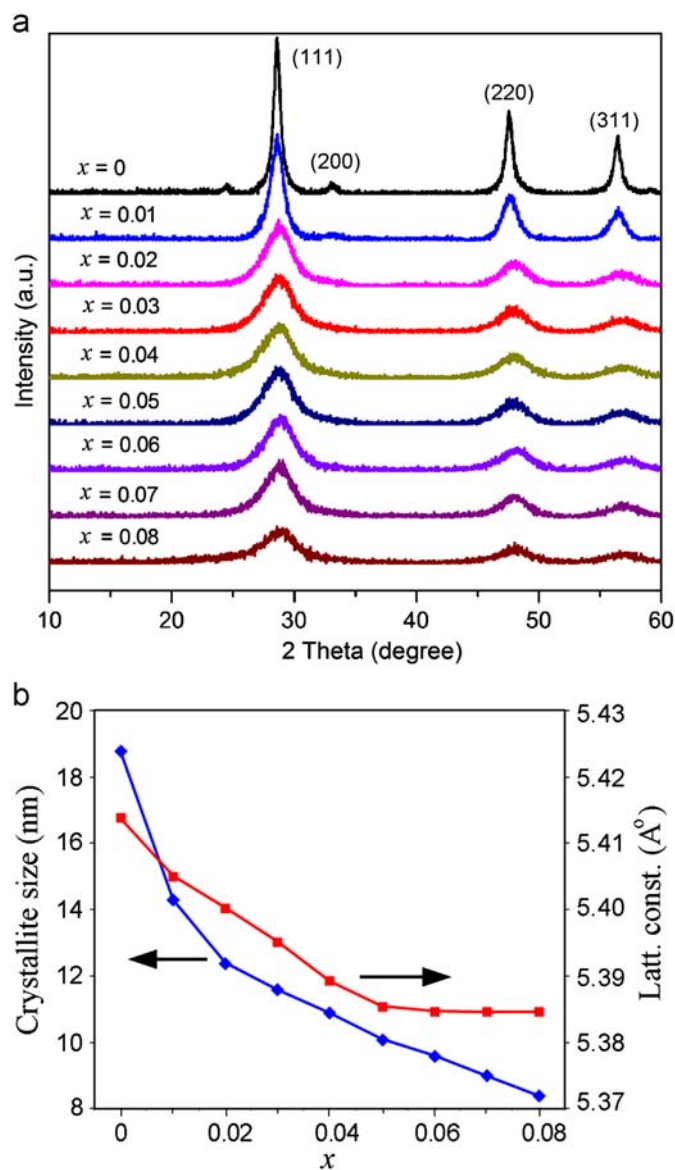 a
(111)
(220)
(311)
(200)
x = 0
x = 0.01
x = 0.02
x = 0.03
x = 0.04
x = 0.05
x = 0.06
x = 0.07
x = 0.08
Intensity (a.u.)
10 20 30 40 50 60
2 Theta (degree)
b
20
18
16
14
12
10
8
Crystallite size (nm)
5.43
5.42
5.41
5.40
5.39
5.38
5.37
Latt. const. (Aº)
0 0.02 0.04 0.06 0.08
x